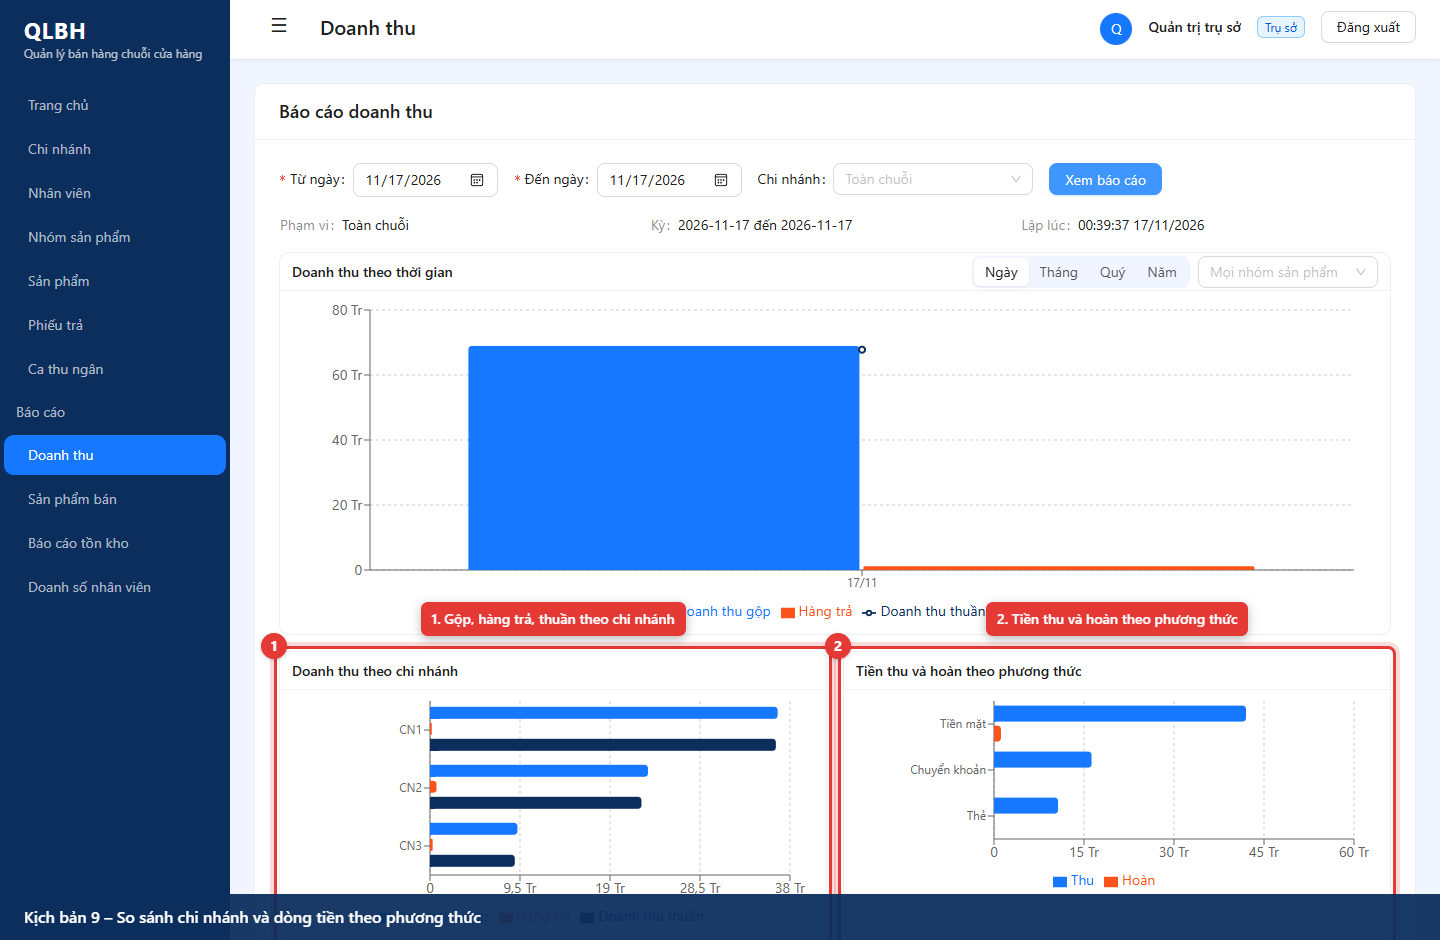 QLBH
Quản lý bán hàng chuỗi cửa hàng
Trang chủ
Chi nhánh
Nhân viên
Nhóm sản phẩm
Sản phẩm
Phiếu trả
Ca thu ngân
Báo cáo
Doanh thu
Sản phẩm bán
Báo cáo tồn kho
Doanh số nhân viên
☰ Doanh thu
Q Quản trị trụ sở Trụ sở Đăng xuất
Báo cáo doanh thu
* Từ ngày: 11/17/2026 * Đến ngày: 11/17/2026 Chi nhánh: Toàn chuỗi Xem báo cáo
Phạm vi: Toàn chuỗi Kỳ: 2026-11-17 đến 2026-11-17 Lập lúc: 00:39:37 17/11/2026
Doanh thu theo thời gian Ngày Tháng Quý Năm Mọi nhóm sản phẩm
80 Tr
60 Tr
40 Tr
20 Tr
0
17/11
oanh thu gộp Hàng trả Doanh thu thuần
1. Gộp, hàng trả, thuần theo chi nhánh
2. Tiền thu và hoàn theo phương thức
1
Doanh thu theo chi nhánh
CN1
CN2
CN3
0 9,5 Tr 19 Tr 28,5 Tr 38 Tr
Hàng trả Doanh thu thuần
2
Tiền thu và hoàn theo phương thức
Tiền mặt
Chuyển khoản
Thẻ
0 15 Tr 30 Tr 45 Tr 60 Tr
Thu Hoàn
Kịch bản 9 – So sánh chi nhánh và dòng tiền theo phương thức